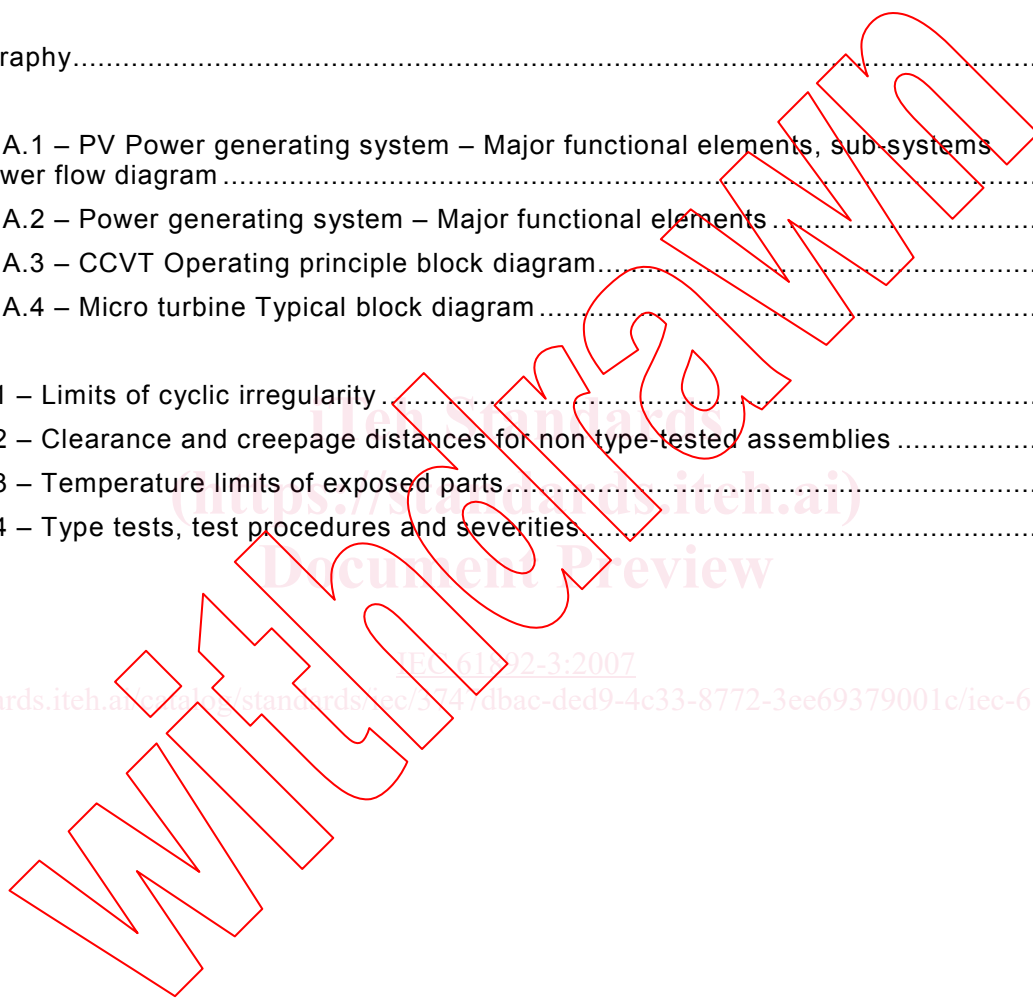 raphy
A.1 – PV Power generating system – Major functional elements, sub-systems
wer flow diagram
A.2 – Power generating system – Major functional elements
A.3 – CCVT Operating principle block diagram
A.4 – Micro turbine Typical block diagram
1 – Limits of cyclic irregularity
iTeh Standards
2 – Clearance and creepage distances for non type-tested assemblies
(https://standards.iteh.ai)
3 – Temperature limits of exposed parts
4 – Type tests, test procedures and severities
Document Preview
IEC 61892-3:2007
rds.iteh.ai/catalog/standards/iec/3747dbac-ded9-4c33-8772-3ee69379001c/iec-6
withdrawn